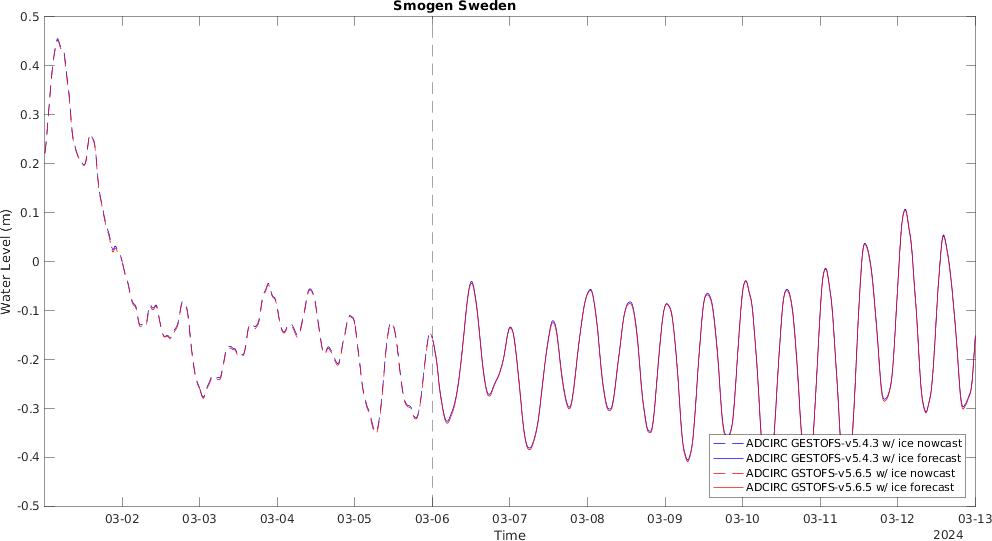 Smogen Sweden
0.5
0.4
0.3
0.2
0.1
0
-0.1
-0.2
-0.3
-0.4
-0.5
Water Level (m)
ADCIRC GESTOFS-v5.4.3 w/ ice nowcast
ADCIRC GESTOFS-v5.4.3 w/ ice forecast
ADCIRC GSTOFS-v5.6.5 w/ ice nowcast
ADCIRC GSTOFS-v5.6.5 w/ ice forecast
03-02 03-03 03-04 03-05 03-06 03-07 03-08 03-09 03-10 03-11 03-12 03-13
Time
2024